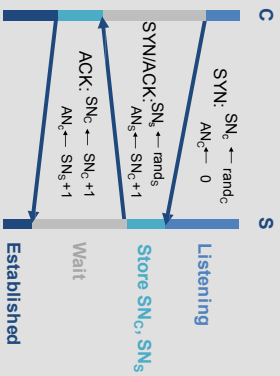 C
S
Listening
SYN: SN_C ← rand_C
AN_C ← 0
Store SN_C, SN_S
SYN/ACK: SN_S ← rand_S
AN_S ← SN_C +1
Wait
ACK: SN_C ← SN_C +1
AN_C ← SN_S +1
Established